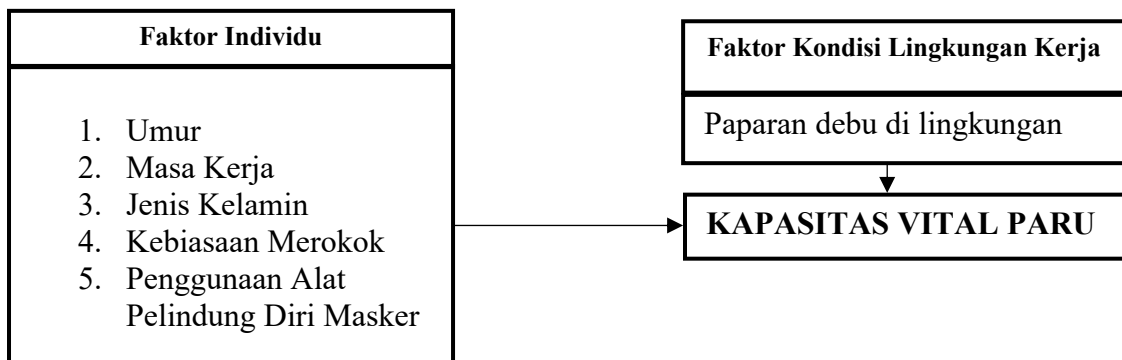 Faktor Individu
1. Umur
2. Masa Kerja
3. Jenis Kelamin
4. Kebiasaan Merokok
5. Penggunaan Alat
Pelindung Diri Masker
Faktor Kondisi Lingkungan Kerja
Paparan debu di lingkungan
KAPASITAS VITAL PARU